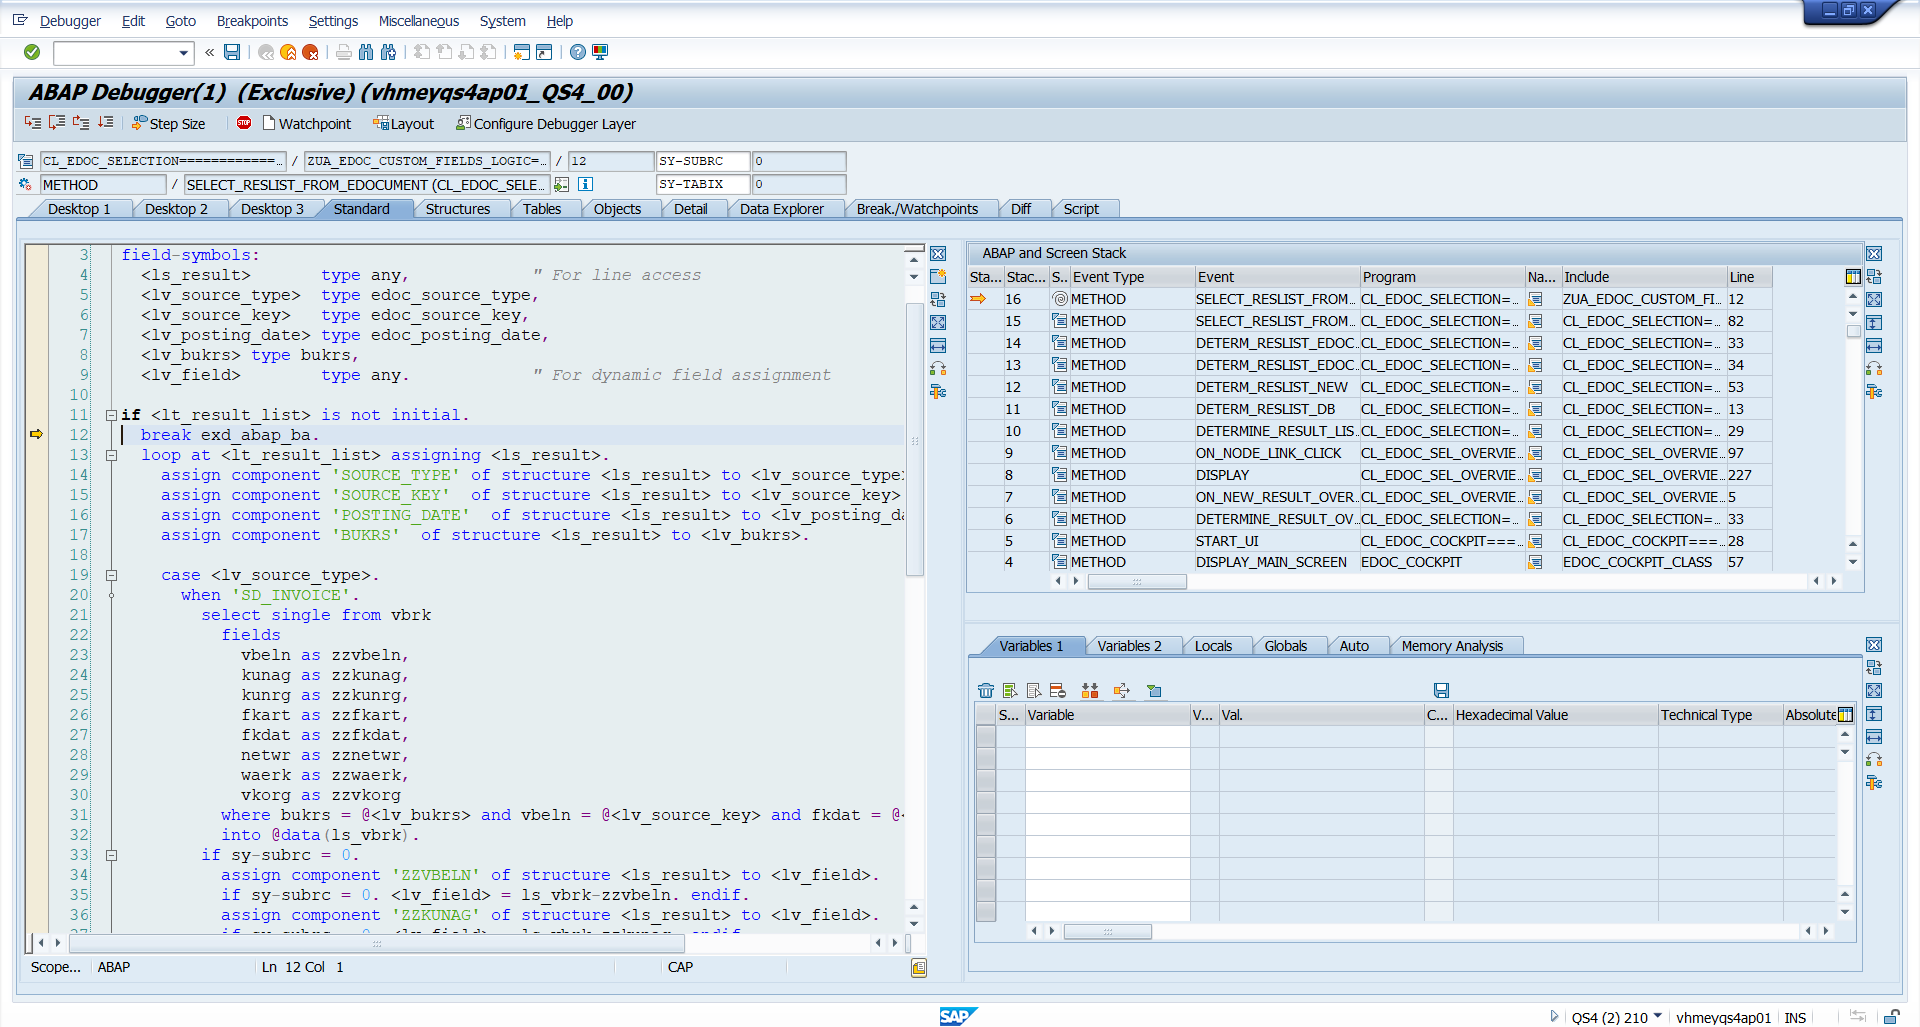 Debugger Edit Goto Breakpoints Settings Miscellaneous System Help
ABAP Debugger(1) (Exclusive) (vhmeyqs4ap01_QS4_00)
Step Size STOP Watchpoint Layout Configure Debugger Layer
CL_EDOC_SELECTION============… / ZUA_EDOC_CUSTOM_FIELDS_LOGIC=… / 12 SY-SUBRC 0
METHOD / SELECT_RESLIST_FROM_EDOCUMENT (CL_EDOC_SELE… SY-TABIX 0
Desktop 1 Desktop 2 Desktop 3 Standard Structures Tables Objects Detail Data Explorer Break./Watchpoints Diff Script
3 field-symbols:
4 <ls_result> type any, " For line access
5 <lv_source_type> type edoc_source_type,
6 <lv_source_key> type edoc_source_key,
7 <lv_posting_date> type edoc_posting_date,
8 <lv_bukrs> type bukrs,
9 <lv_field> type any. " For dynamic field assignment
10
11 if <lt_result_list> is not initial.
12 break exd_abap_ba.
13 loop at <lt_result_list> assigning <ls_result>.
14 assign component 'SOURCE_TYPE' of structure <ls_result> to <lv_source_type>
15 assign component 'SOURCE_KEY' of structure <ls_result> to <lv_source_key>
16 assign component 'POSTING_DATE' of structure <ls_result> to <lv_posting_da
17 assign component 'BUKRS' of structure <ls_result> to <lv_bukrs>.
18
19 case <lv_source_type>.
20 when 'SD_INVOICE'.
21 select single from vbrk
22 fields
23 vbeln as zzvbeln,
24 kunag as zzkunag,
25 kunrg as zzkunrg,
26 fkart as zzfkart,
27 fkdat as zzfkdat,
28 netwr as zznetwr,
29 waerk as zzwaerk,
30 vkorg as zzvkorg
31 where bukrs = @<lv_bukrs> and vbeln = @<lv_source_key> and fkdat = @<
32 into @data(ls_vbrk).
33 if sy-subrc = 0.
34 assign component 'ZZVBELN' of structure <ls_result> to <lv_field>.
35 if sy-subrc = 0. <lv_field> = ls_vbrk-zzvbeln. endif.
36 assign component 'ZZKUNAG' of structure <ls_result> to <lv_field>.
Scope... ABAP Ln 12 Col 1 CAP
ABAP and Screen Stack
Sta... Stac... S.. Event Type Event Program Na... Include Line
16 METHOD SELECT_RESLIST_FROM… CL_EDOC_SELECTION=… ZUA_EDOC_CUSTOM_FI… 12
15 METHOD SELECT_RESLIST_FROM… CL_EDOC_SELECTION=… CL_EDOC_SELECTION=… 82
14 METHOD DETERM_RESLIST_EDOC… CL_EDOC_SELECTION=… CL_EDOC_SELECTION=… 33
13 METHOD DETERM_RESLIST_EDOC… CL_EDOC_SELECTION=… CL_EDOC_SELECTION=… 34
12 METHOD DETERM_RESLIST_NEW CL_EDOC_SELECTION=… CL_EDOC_SELECTION=… 53
11 METHOD DETERM_RESLIST_DB CL_EDOC_SELECTION=… CL_EDOC_SELECTION=… 13
10 METHOD DETERMINE_RESULT_LIS… CL_EDOC_SELECTION=… CL_EDOC_SELECTION=… 29
9 METHOD ON_NODE_LINK_CLICK CL_EDOC_SEL_OVERVIE… CL_EDOC_SEL_OVERVIE… 97
8 METHOD DISPLAY CL_EDOC_SEL_OVERVIE… CL_EDOC_SEL_OVERVIE… 227
7 METHOD ON_NEW_RESULT_OVER… CL_EDOC_SEL_OVERVIE… CL_EDOC_SEL_OVERVIE… 5
6 METHOD DETERMINE_RESULT_OV… CL_EDOC_SELECTION=… CL_EDOC_SELECTION=… 33
5 METHOD START_UI CL_EDOC_COCKPIT===… CL_EDOC_COCKPIT===… 28
4 METHOD DISPLAY_MAIN_SCREEN EDOC_COCKPIT EDOC_COCKPIT_CLASS 57
Variables 1 Variables 2 Locals Globals Auto Memory Analysis
S... Variable V... Val. C... Hexadecimal Value Technical Type Absolute
SAP QS4 (2) 210 vhmeyqs4ap01 INS